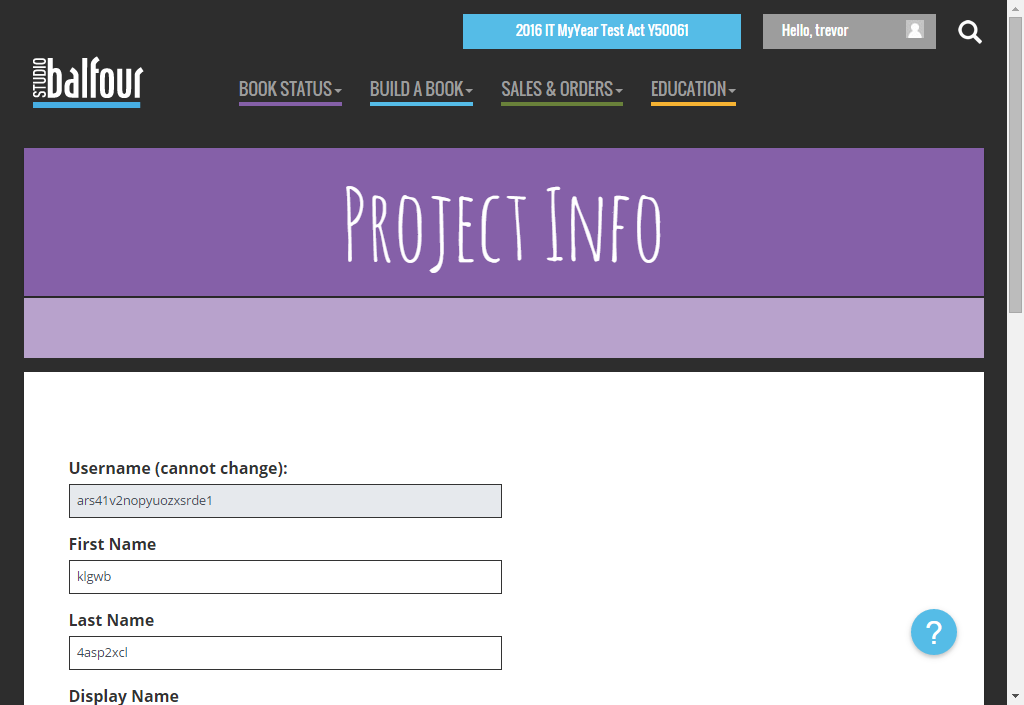 2016 IT MyYear Test Act Y50061
Hello, trevor
STUDIO balfour
BOOK STATUS
BUILD A BOOK
SALES & ORDERS
EDUCATION
PROJECT INFO
Username (cannot change):
ars41v2nopyuozxsrde1
First Name
klgwb
Last Name
4asp2xcl
?
Display Name